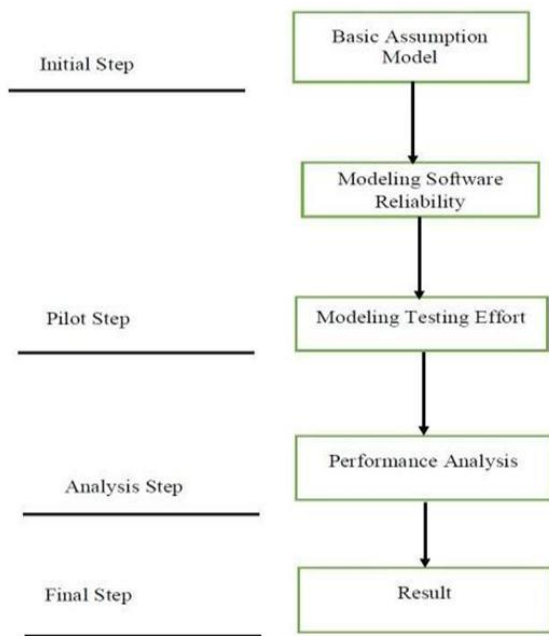 Basic Assumption
Model
Initial Step
Modeling Software
Reliability
Pilot Step
Modeling Testing Effort
Performance Analysis
Analysis Step
Final Step
Result